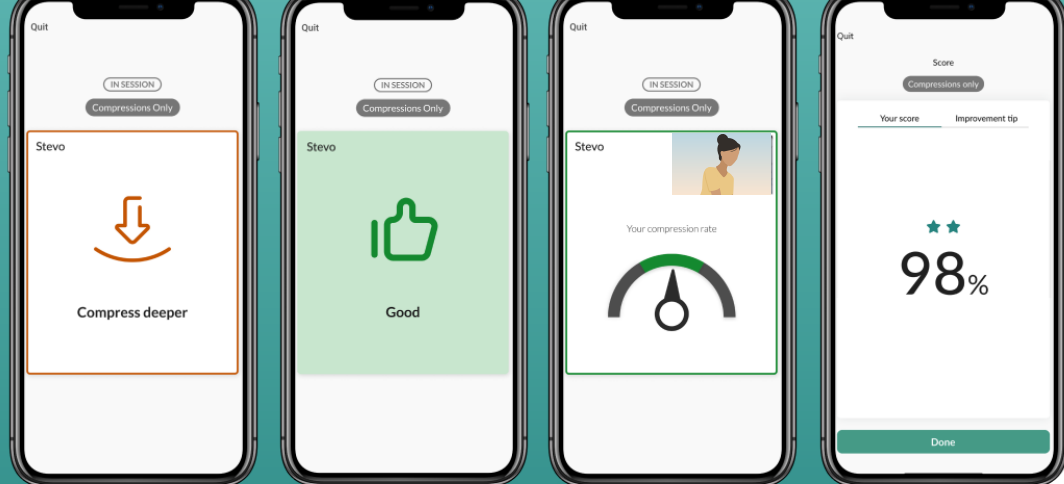 Quit
IN SESSION
Compressions Only
Stevo
Compress deeper
Quit
IN SESSION
Compressions Only
Stevo
Good
Quit
IN SESSION
Compressions Only
Stevo
Your compression rate
Quit
Score
Compressions only
Your score Improvement tip
98%
Done